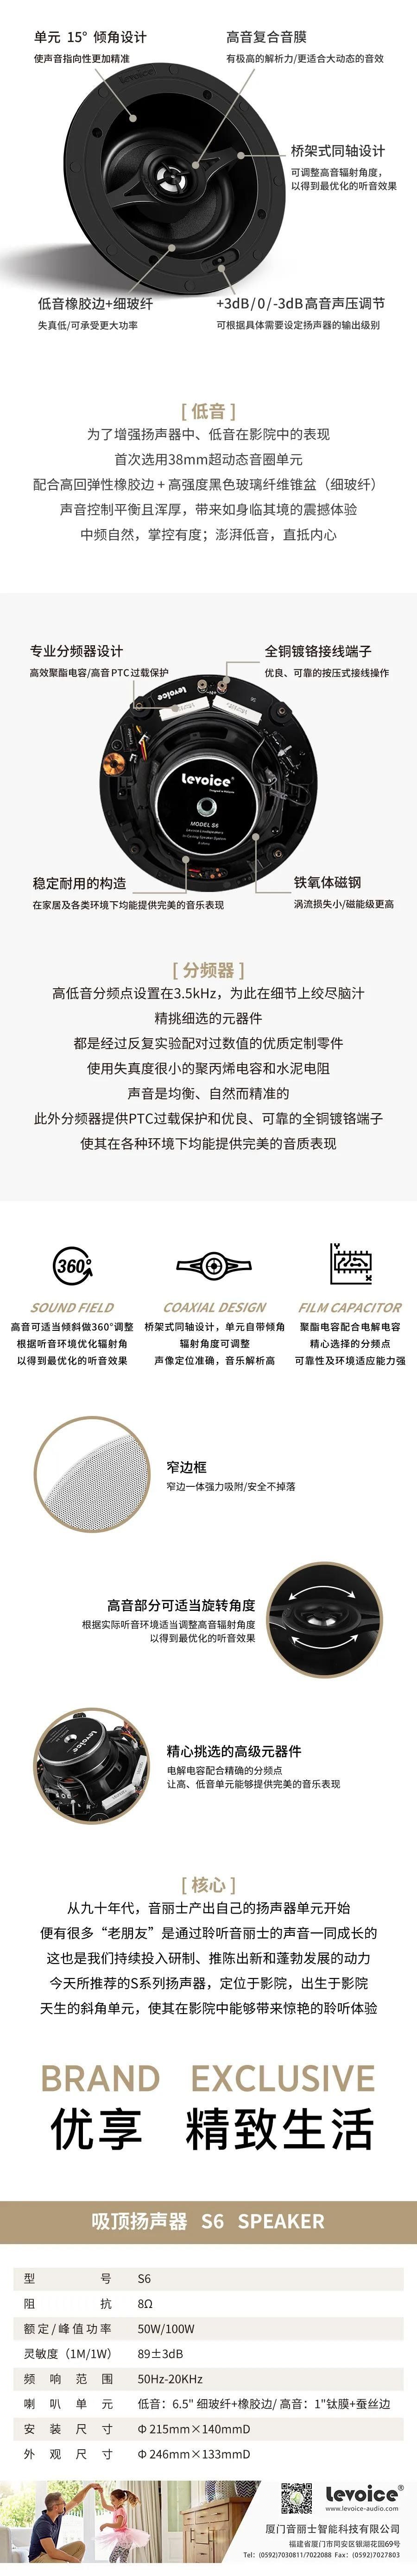 单元 15° 倾角设计
使声音指向性更加精准
高音复合音膜
有极高的解析力/更适合大动态的音效
桥架式同轴设计
可调整高音辐射角度，
以得到最优化的听音效果
低音橡胶边+细玻纤
失真低/可承受更大功率
+3dB/0/-3dB高音声压调节
可根据具体需要设定扬声器的输出级别
[ 低音 ]
为了增强扬声器中、低音在影院中的表现
首次选用38mm超动态音圈单元
配合高回弹性橡胶边 + 高强度黑色玻璃纤维锥盆（细玻纤）
声音控制平衡且浑厚，带来如身临其境的震撼体验
中频自然，掌控有度；澎湃低音，直抵内心
专业分频器设计
高效聚酯电容/高音PTC过载保护
全铜镀铬接线端子
优良、可靠的按压式接线操作
levoice
levoice®
MODEL S6
稳定耐用的构造
在家居及各类环境下均能提供完美的音乐表现
铁氧体磁钢
涡流损失小/磁能级更高
[ 分频器 ]
高低音分频点设置在3.5kHz，为此在细节上绞尽脑汁
精挑细选的元器件
都是经过反复实验配对过数值的优质定制零件
使用失真度很小的聚丙烯电容和水泥电阻
声音是均衡、自然而精准的
此外分频器提供PTC过载保护和优良、可靠的全铜镀铬端子
使其在各种环境下均能提供完美的音质表现
360°
SOUND FIELD
高音可适当倾斜做360°调整
根据听音环境优化辐射角
以得到最优化的听音效果
COAXIAL DESIGN
桥架式同轴设计，单元自带倾角
辐射角度可调整
声像定位准确，音乐解析高
Y
X
FILM CAPACITOR
聚酯电容配合电解电容
精心选择的分频点
可靠性及环境适应能力强
窄边框
窄边一体强力吸附/安全不掉落
高音部分可适当旋转角度
根据实际听音环境适当调整高音辐射角度
以得到最优化的听音效果
levoice
精心挑选的高级元器件
电解电容配合精确的分频点
让高、低音单元能够提供完美的音乐表现
[ 核心 ]
从九十年代，音丽士产出自己的扬声器单元开始
便有很多“老朋友”是通过聆听音丽士的声音一同成长的
这也是我们持续投入研制、推陈出新和蓬勃发展的动力
今天所推荐的S系列扬声器，定位于影院，出生于影院
天生的斜角单元，使其在影院中能够带来惊艳的聆听体验
BRAND EXCLUSIVE
优享 精致生活
吸顶扬声器 S6 SPEAKER
型号 S6
阻抗 8Ω
额定/峰值功率 50W/100W
灵敏度（1M/1W） 89±3dB
频响范围 50Hz-20KHz
喇叭单元 低音：6.5" 细玻纤+橡胶边/ 高音：1"钛膜+蚕丝边
安装尺寸 Φ215mm×140mmD
外观尺寸 Φ246mm×133mmD
levoice®
www.levoice-audio.com
厦门音丽士智能科技有限公司
福建省厦门市同安区银湖花园69号
Tel：(0592)7030811/7022088 Fax：(0592)7027803